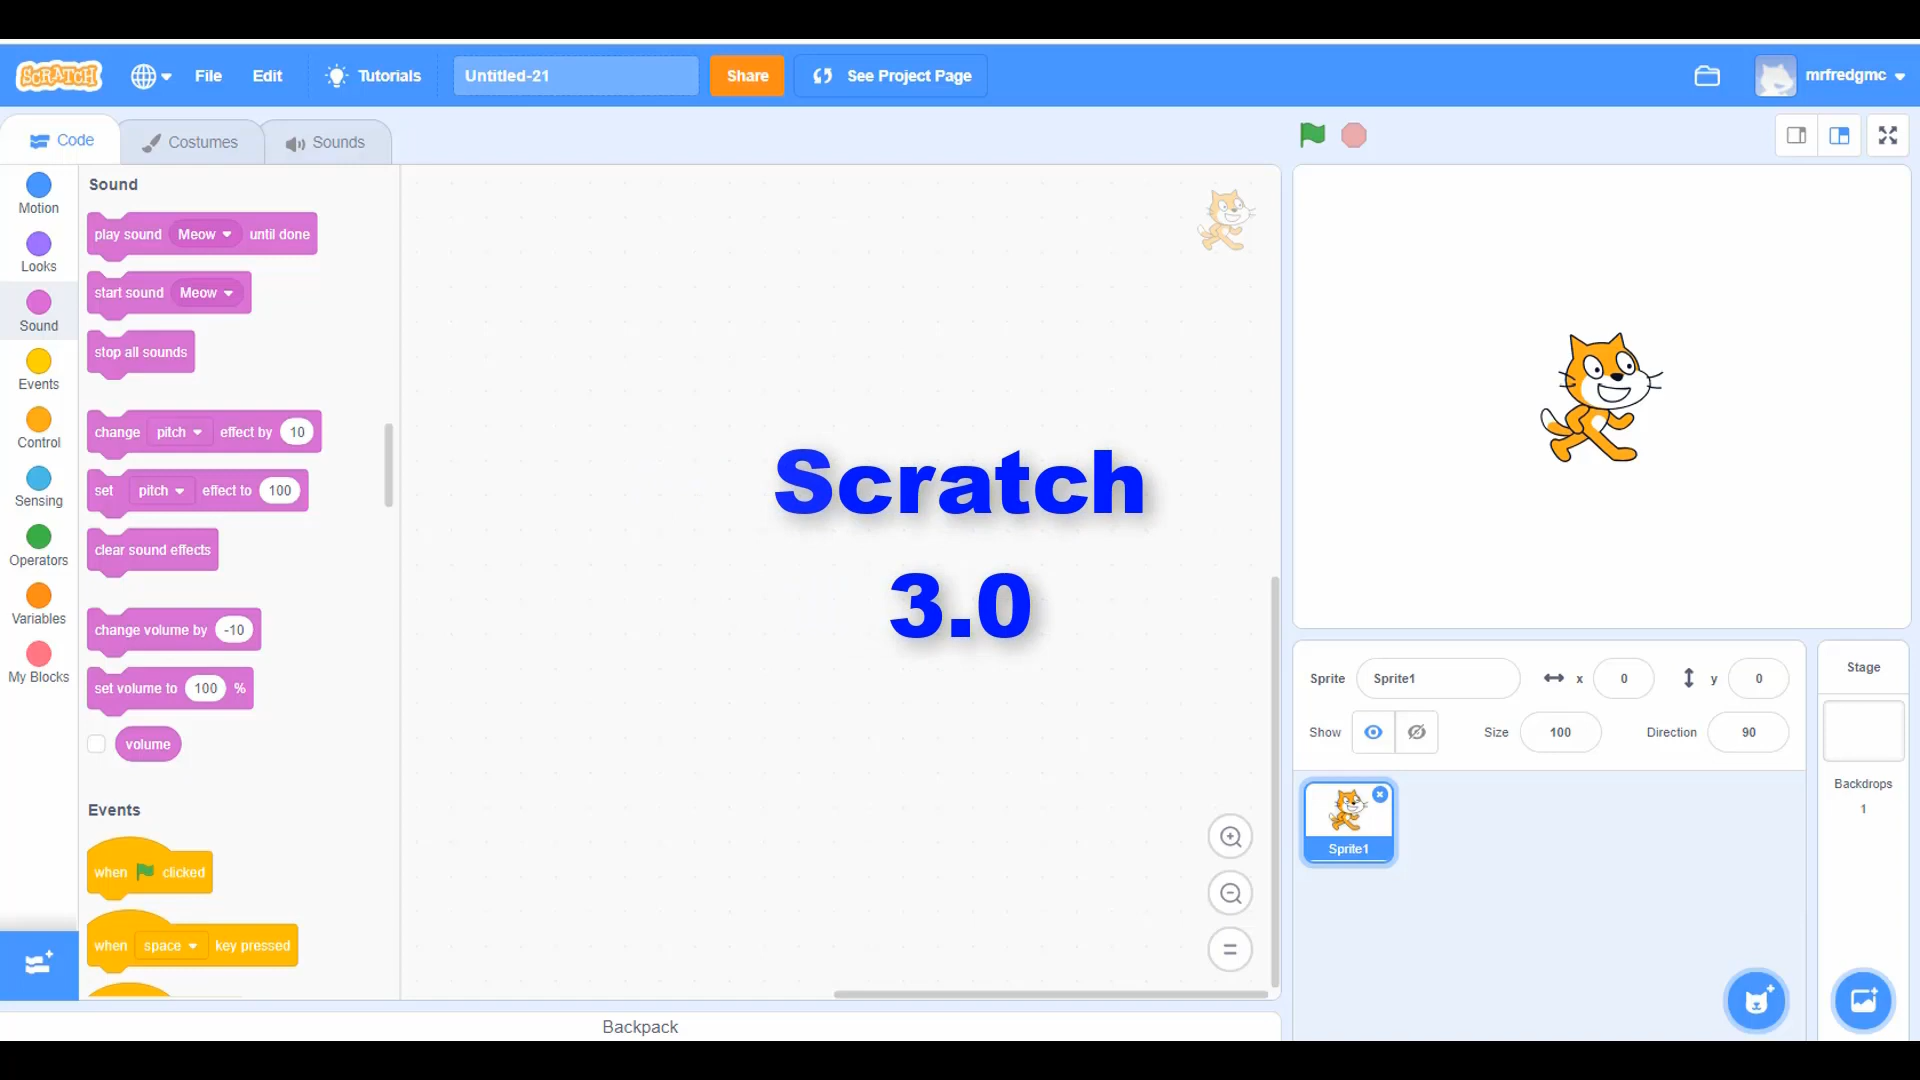 SCRATCH File Edit Tutorials Untitled-21 Share See Project Page mrfredgmc
Code Costumes Sounds
Motion
Looks
Sound
Events
Control
Sensing
Operators
Variables
My Blocks
Sound
play sound Meow until done
start sound Meow
stop all sounds
change pitch effect by 10
set pitch effect to 100
clear sound effects
change volume by -10
set volume to 100 %
volume
Events
when clicked
when space key pressed
Scratch
3.0
Sprite Sprite1 x 0 y 0
Show Size 100 Direction 90
Sprite1
Stage
Backdrops
1
Backpack